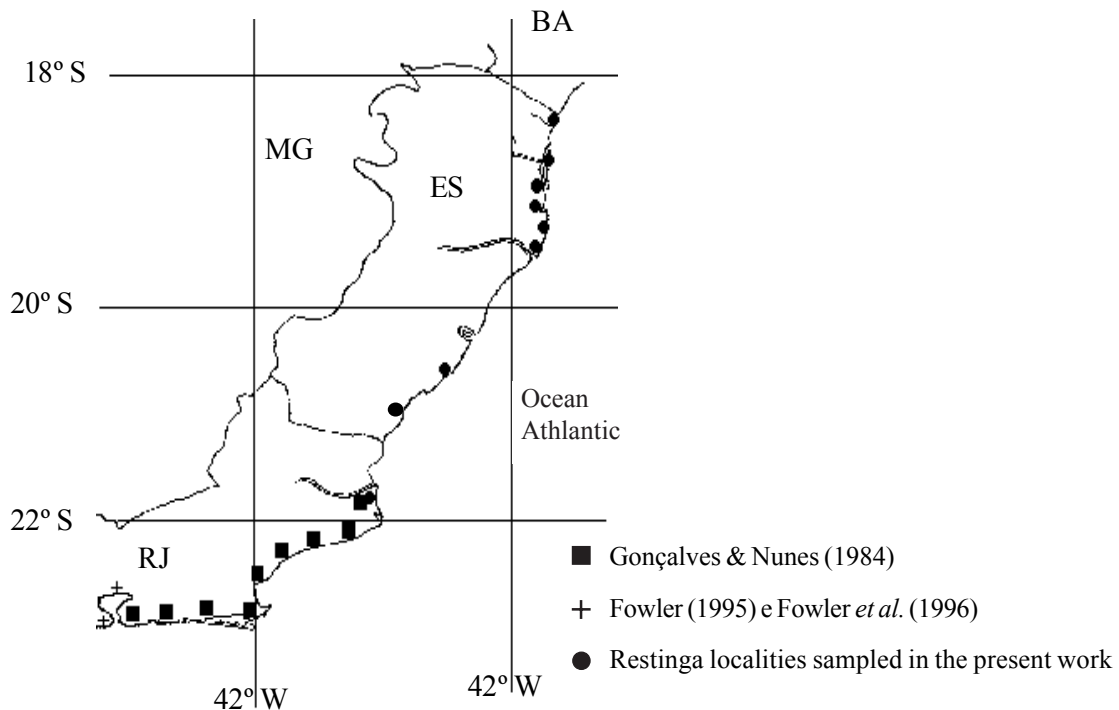 BA
18º S
MG
ES
20º S
Ocean
Athlantic
22º S
RJ
Gonçalves & Nunes (1984)
Fowler (1995) e Fowler et al. (1996)
Restinga localities sampled in the present work
42º W
42º W